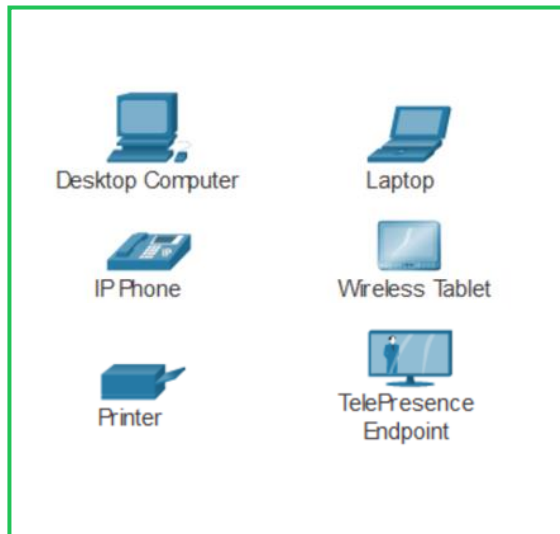 Desktop Computer
Laptop
IP Phone
Wireless Tablet
Printer
TelePresence
Endpoint